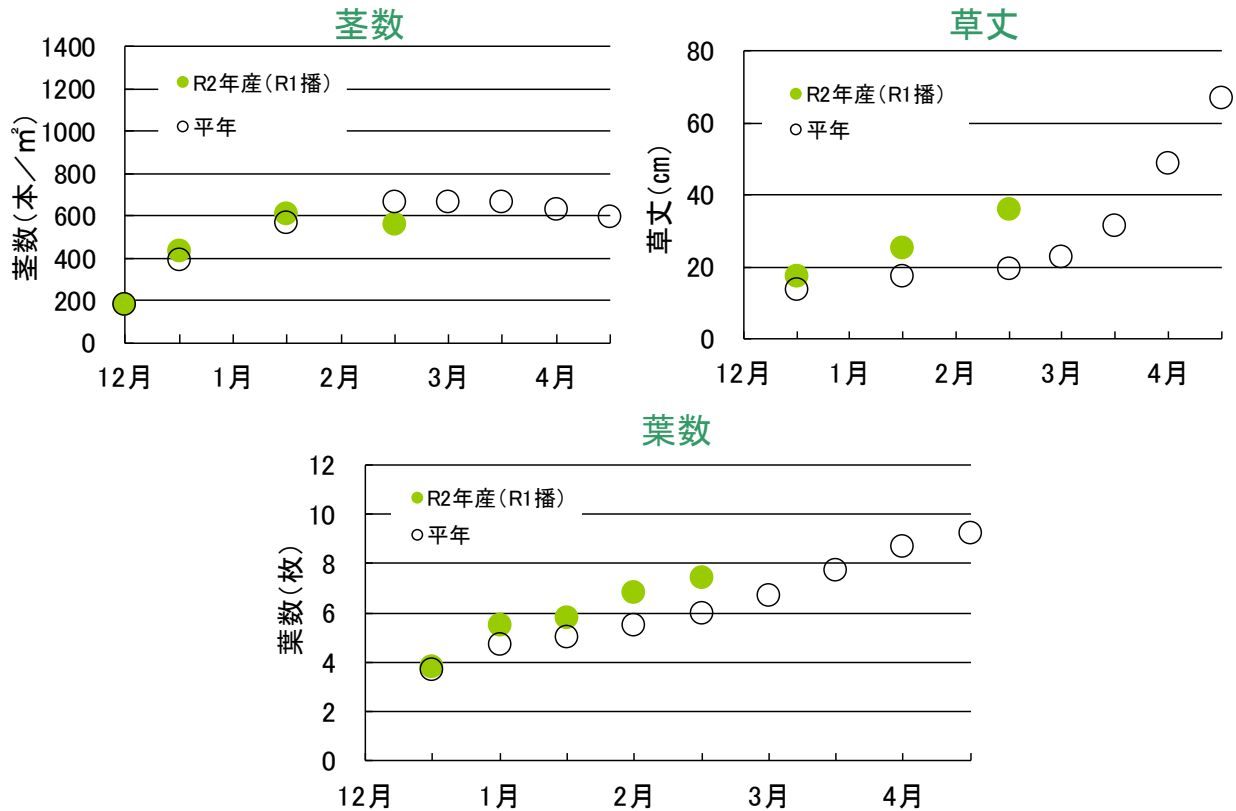 茎数
1400
1200
1000
800
600
400
200
0
茎数(本／㎡)
●R2年産(R1播)
○平年
12月 1月 2月 3月 4月
草丈
80
60
40
20
0
草丈(cm)
●R2年産(R1播)
○平年
12月 1月 2月 3月 4月
葉数
12
10
8
6
4
2
0
葉数(枚)
●R2年産(R1播)
○平年
12月 1月 2月 3月 4月